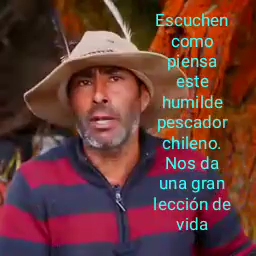 Escuchen
como
piensa
este
humilde
pescador
chileno.
Nos da
una gran
lección de
vida